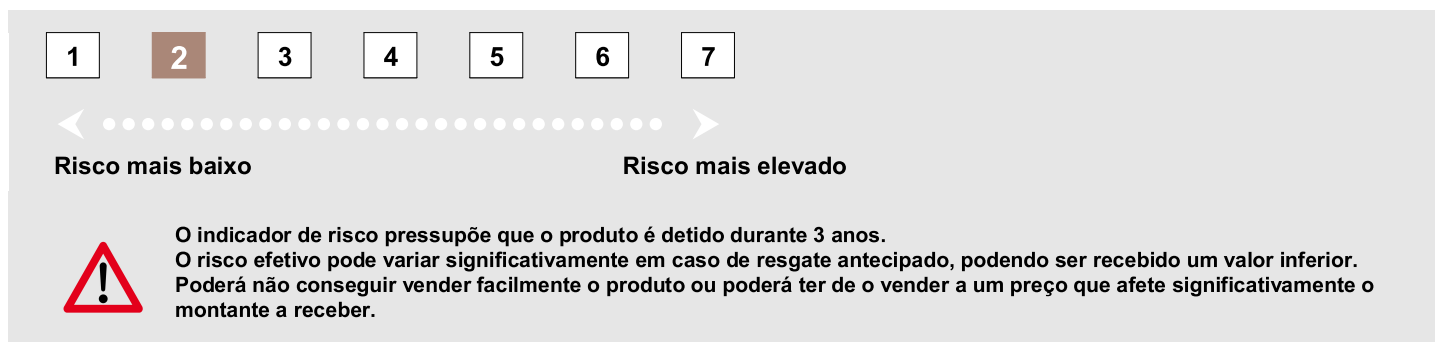 1 2 3 4 5 6 7
Risco mais baixo Risco mais elevado
O indicador de risco pressupõe que o produto é detido durante 3 anos.
O risco efetivo pode variar significativamente em caso de resgate antecipado, podendo ser recebido um valor inferior.
Poderá não conseguir vender facilmente o produto ou poderá ter de o vender a um preço que afete significativamente o
montante a receber.